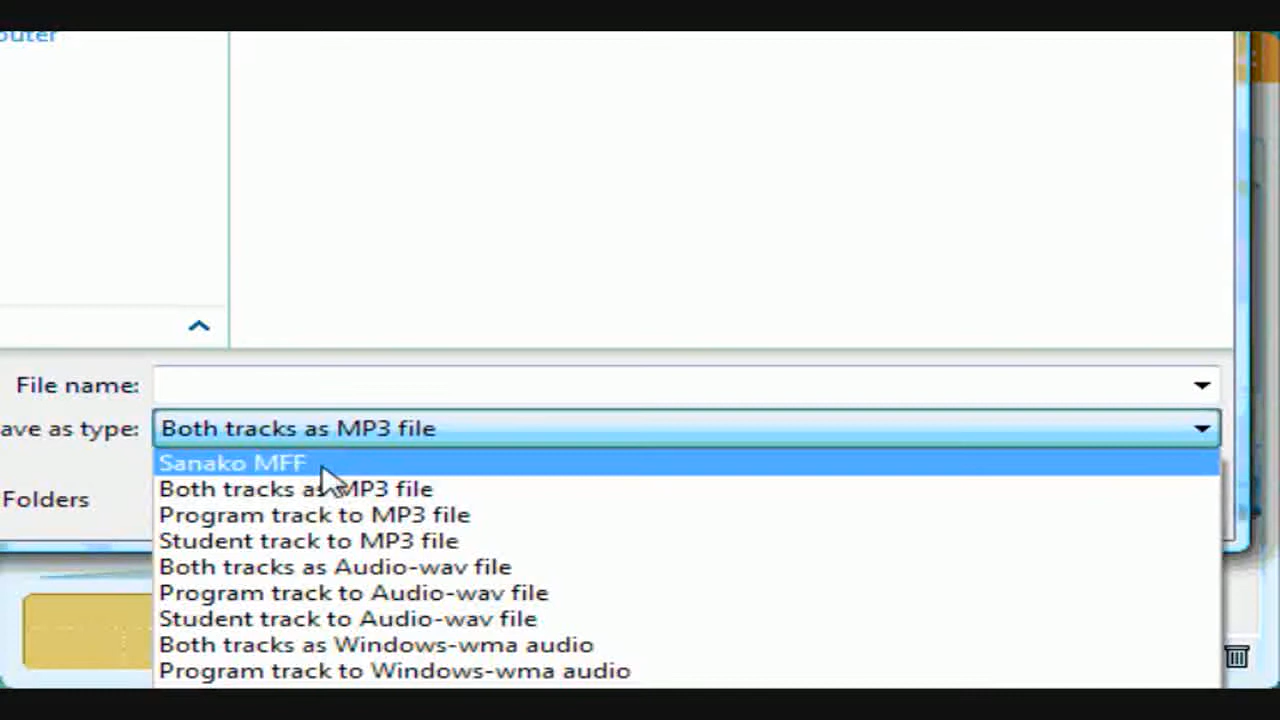 outer
File name:
ave as type: Both tracks as MP3 file
Sanako MFF
Both tracks as MP3 file
Folders
Program track to MP3 file
Student track to MP3 file
Both tracks as Audio-wav file
Program track to Audio-wav file
Student track to Audio-wav file
Both tracks as Windows-wma audio
Program track to Windows-wma audio